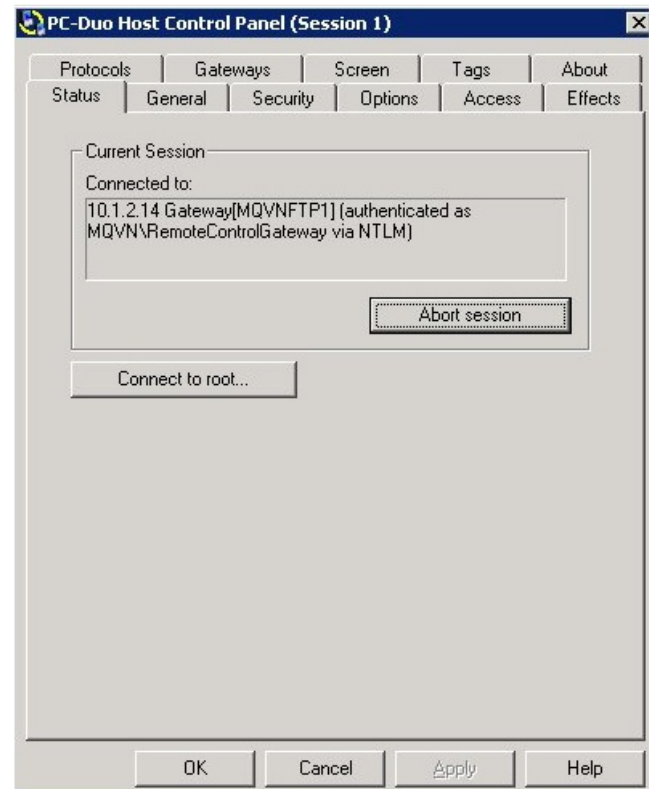 PC-Duo Host Control Panel (Session 1)
Protocols Gateways Screen Tags About
Status General Security Options Access Effects
Current Session
Connected to:
10.1.2.14 Gateway[MQVNFTP1] (authenticated as
MQVN\RemoteControlGateway via NTLM)
Abort session
Connect to root...
OK Cancel Apply Help